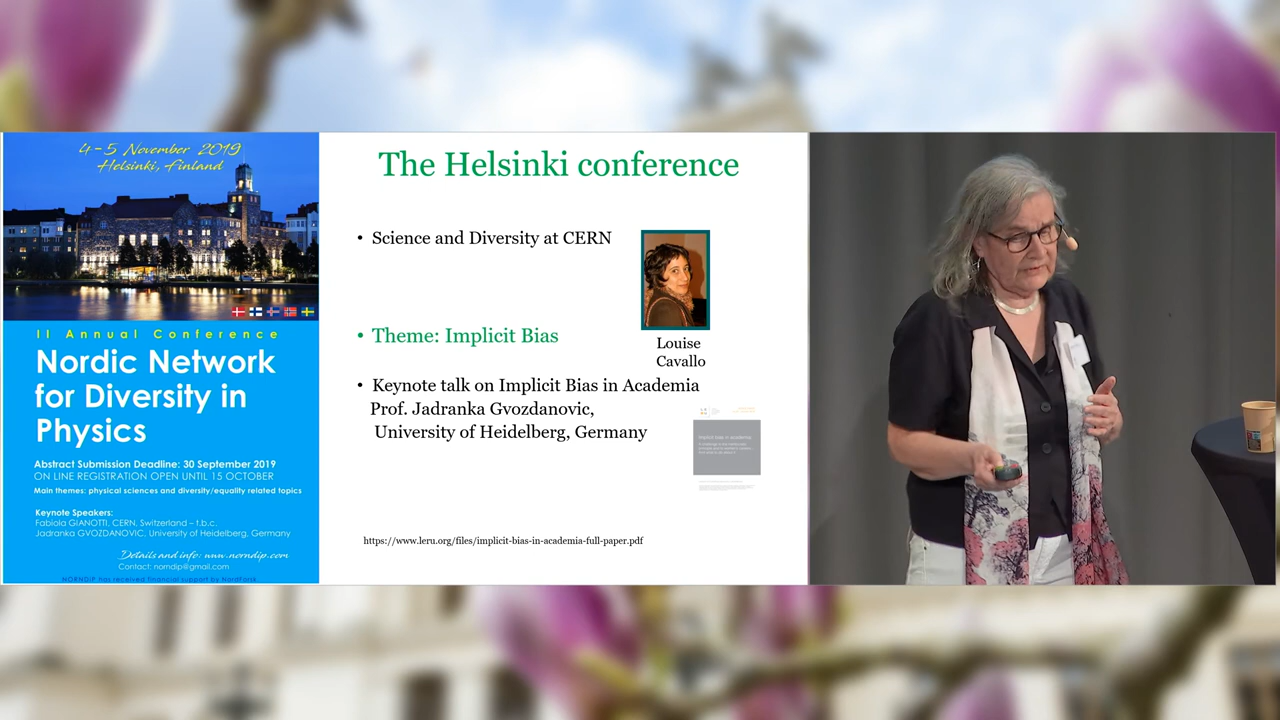 4-5 November 2019
Helsinki, Finland
II Annual Conference
Nordic Network
for Diversity in
Physics
Abstract Submission Deadline: 30 September 2019
ON LINE REGISTRATION OPEN UNTIL 15 OCTOBER
Main themes: physical sciences and diversity/equality related topics
Keynote Speakers:
Fabiola GIANOTTI, CERN, Switzerland – t.b.c.
Jadranka GVOZDANOVIC, University of Heidelberg, Germany
Details and info: www.norndip.com
Contact: norndip@gmail.com
NORNDiP has received financial support by NordForsk
The Helsinki conference
• Science and Diversity at CERN
Louise
Cavallo
• Theme: Implicit Bias
• Keynote talk on Implicit Bias in Academia
Prof. Jadranka Gvozdanovic,
University of Heidelberg, Germany
https://www.leru.org/files/implicit-bias-in-academia-full-paper.pdf